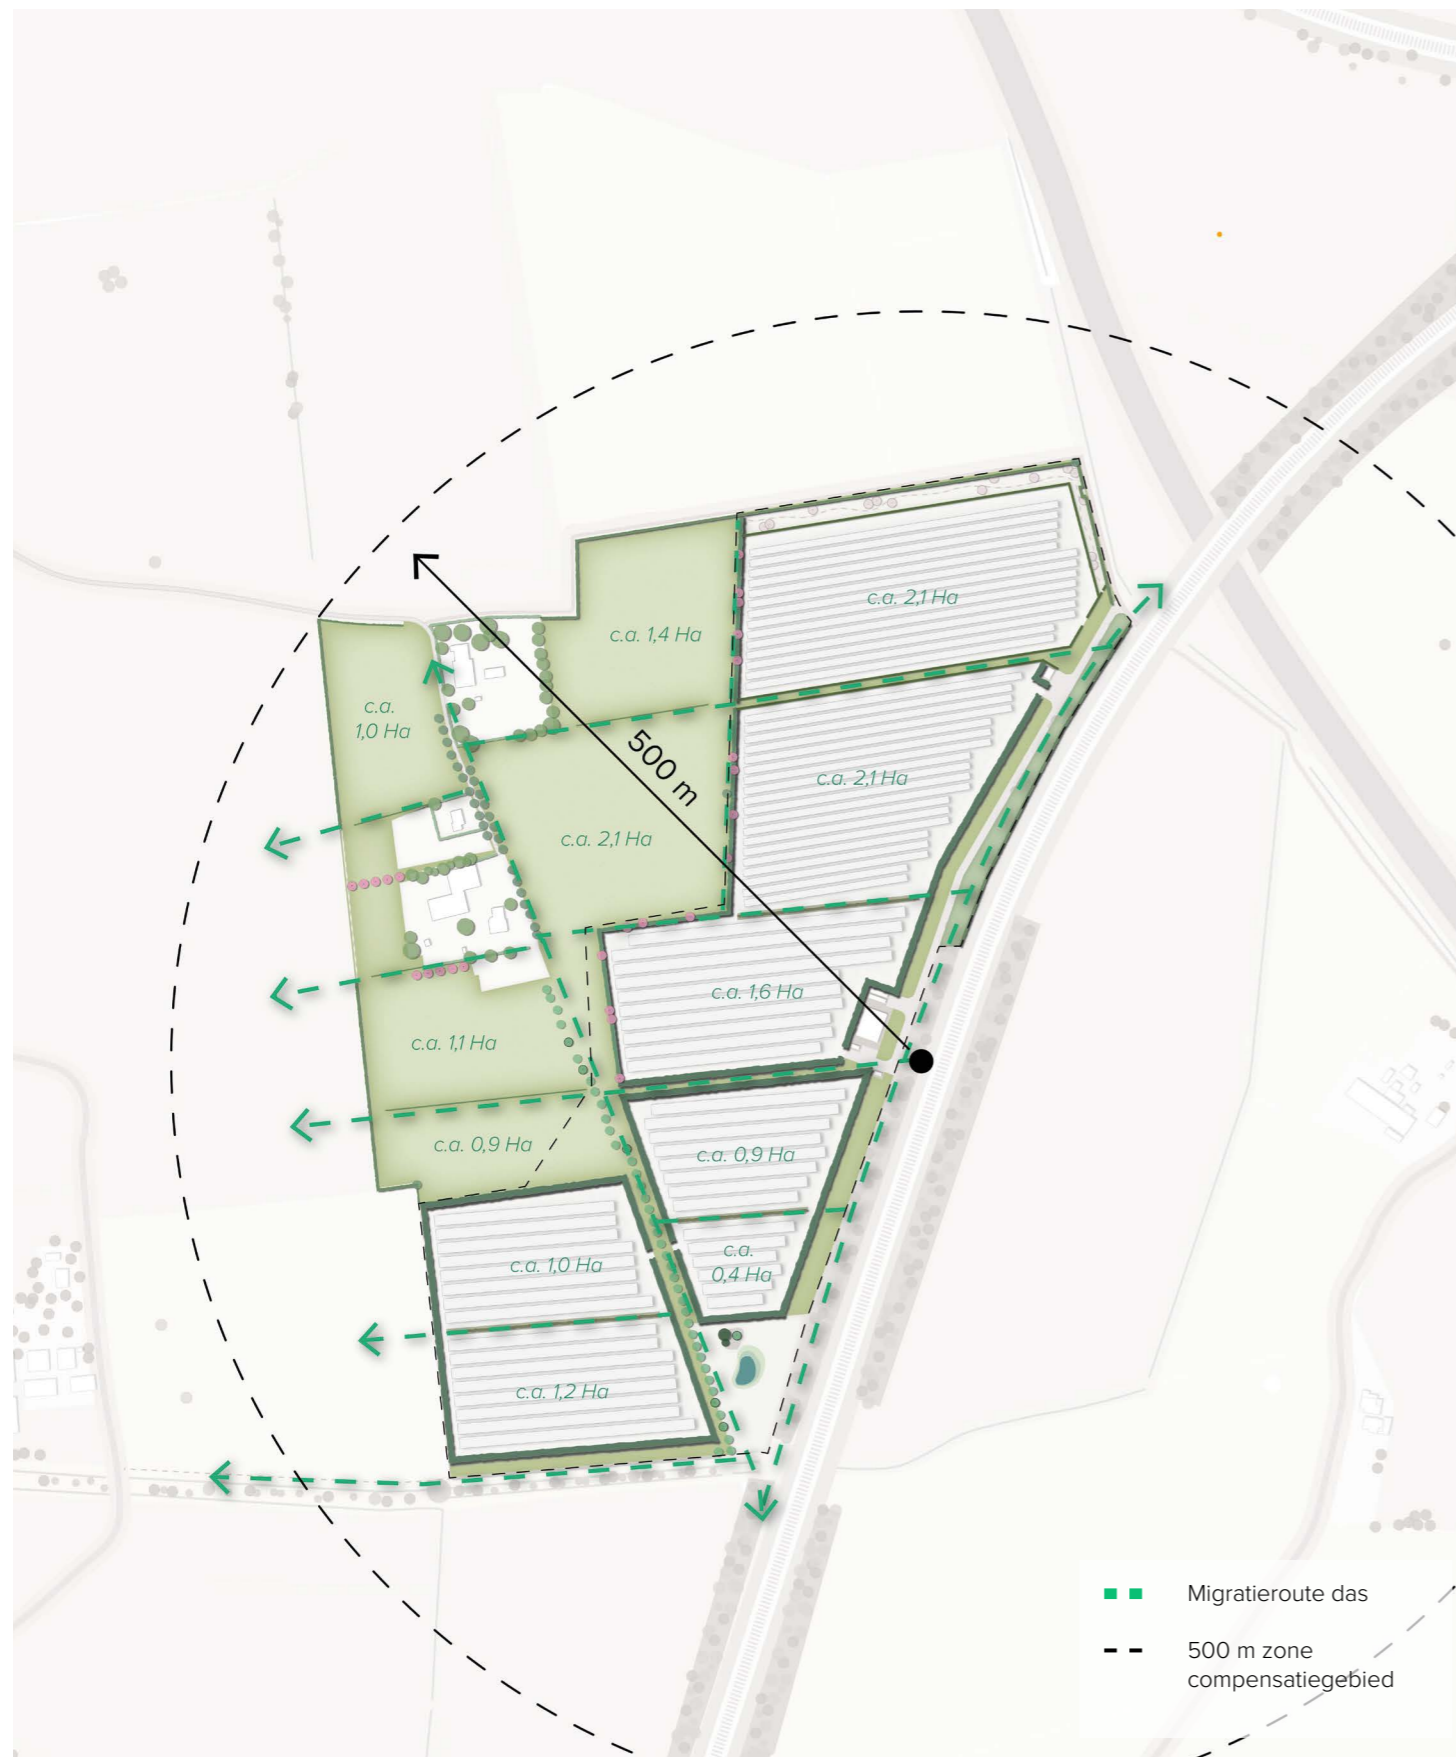 c.a. 2,1 Ha
c.a. 1,4 Ha
c.a.
1,0 Ha
500 m
c.a. 2,1 Ha
c.a. 2,1 Ha
c.a. 1,6 Ha
c.a. 1,1 Ha
c.a. 0,9 Ha
c.a. 0,9 Ha
c.a.
0,4 Ha
c.a. 1,0 Ha
c.a. 1,2 Ha
Migratieroute das
500 m zone
compensatiegebied